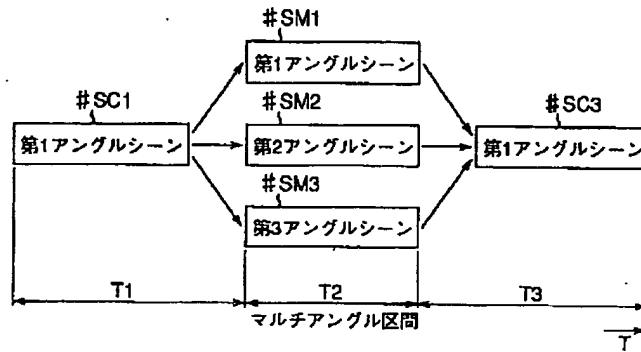 #SM1
第1アングルシーン
#SC1
第1アングルシーン
#SM2
第2アングルシーン
#SC3
第1アングルシーン
#SM3
第3アングルシーン
T1
T2
T3
マルチアングル区間
T